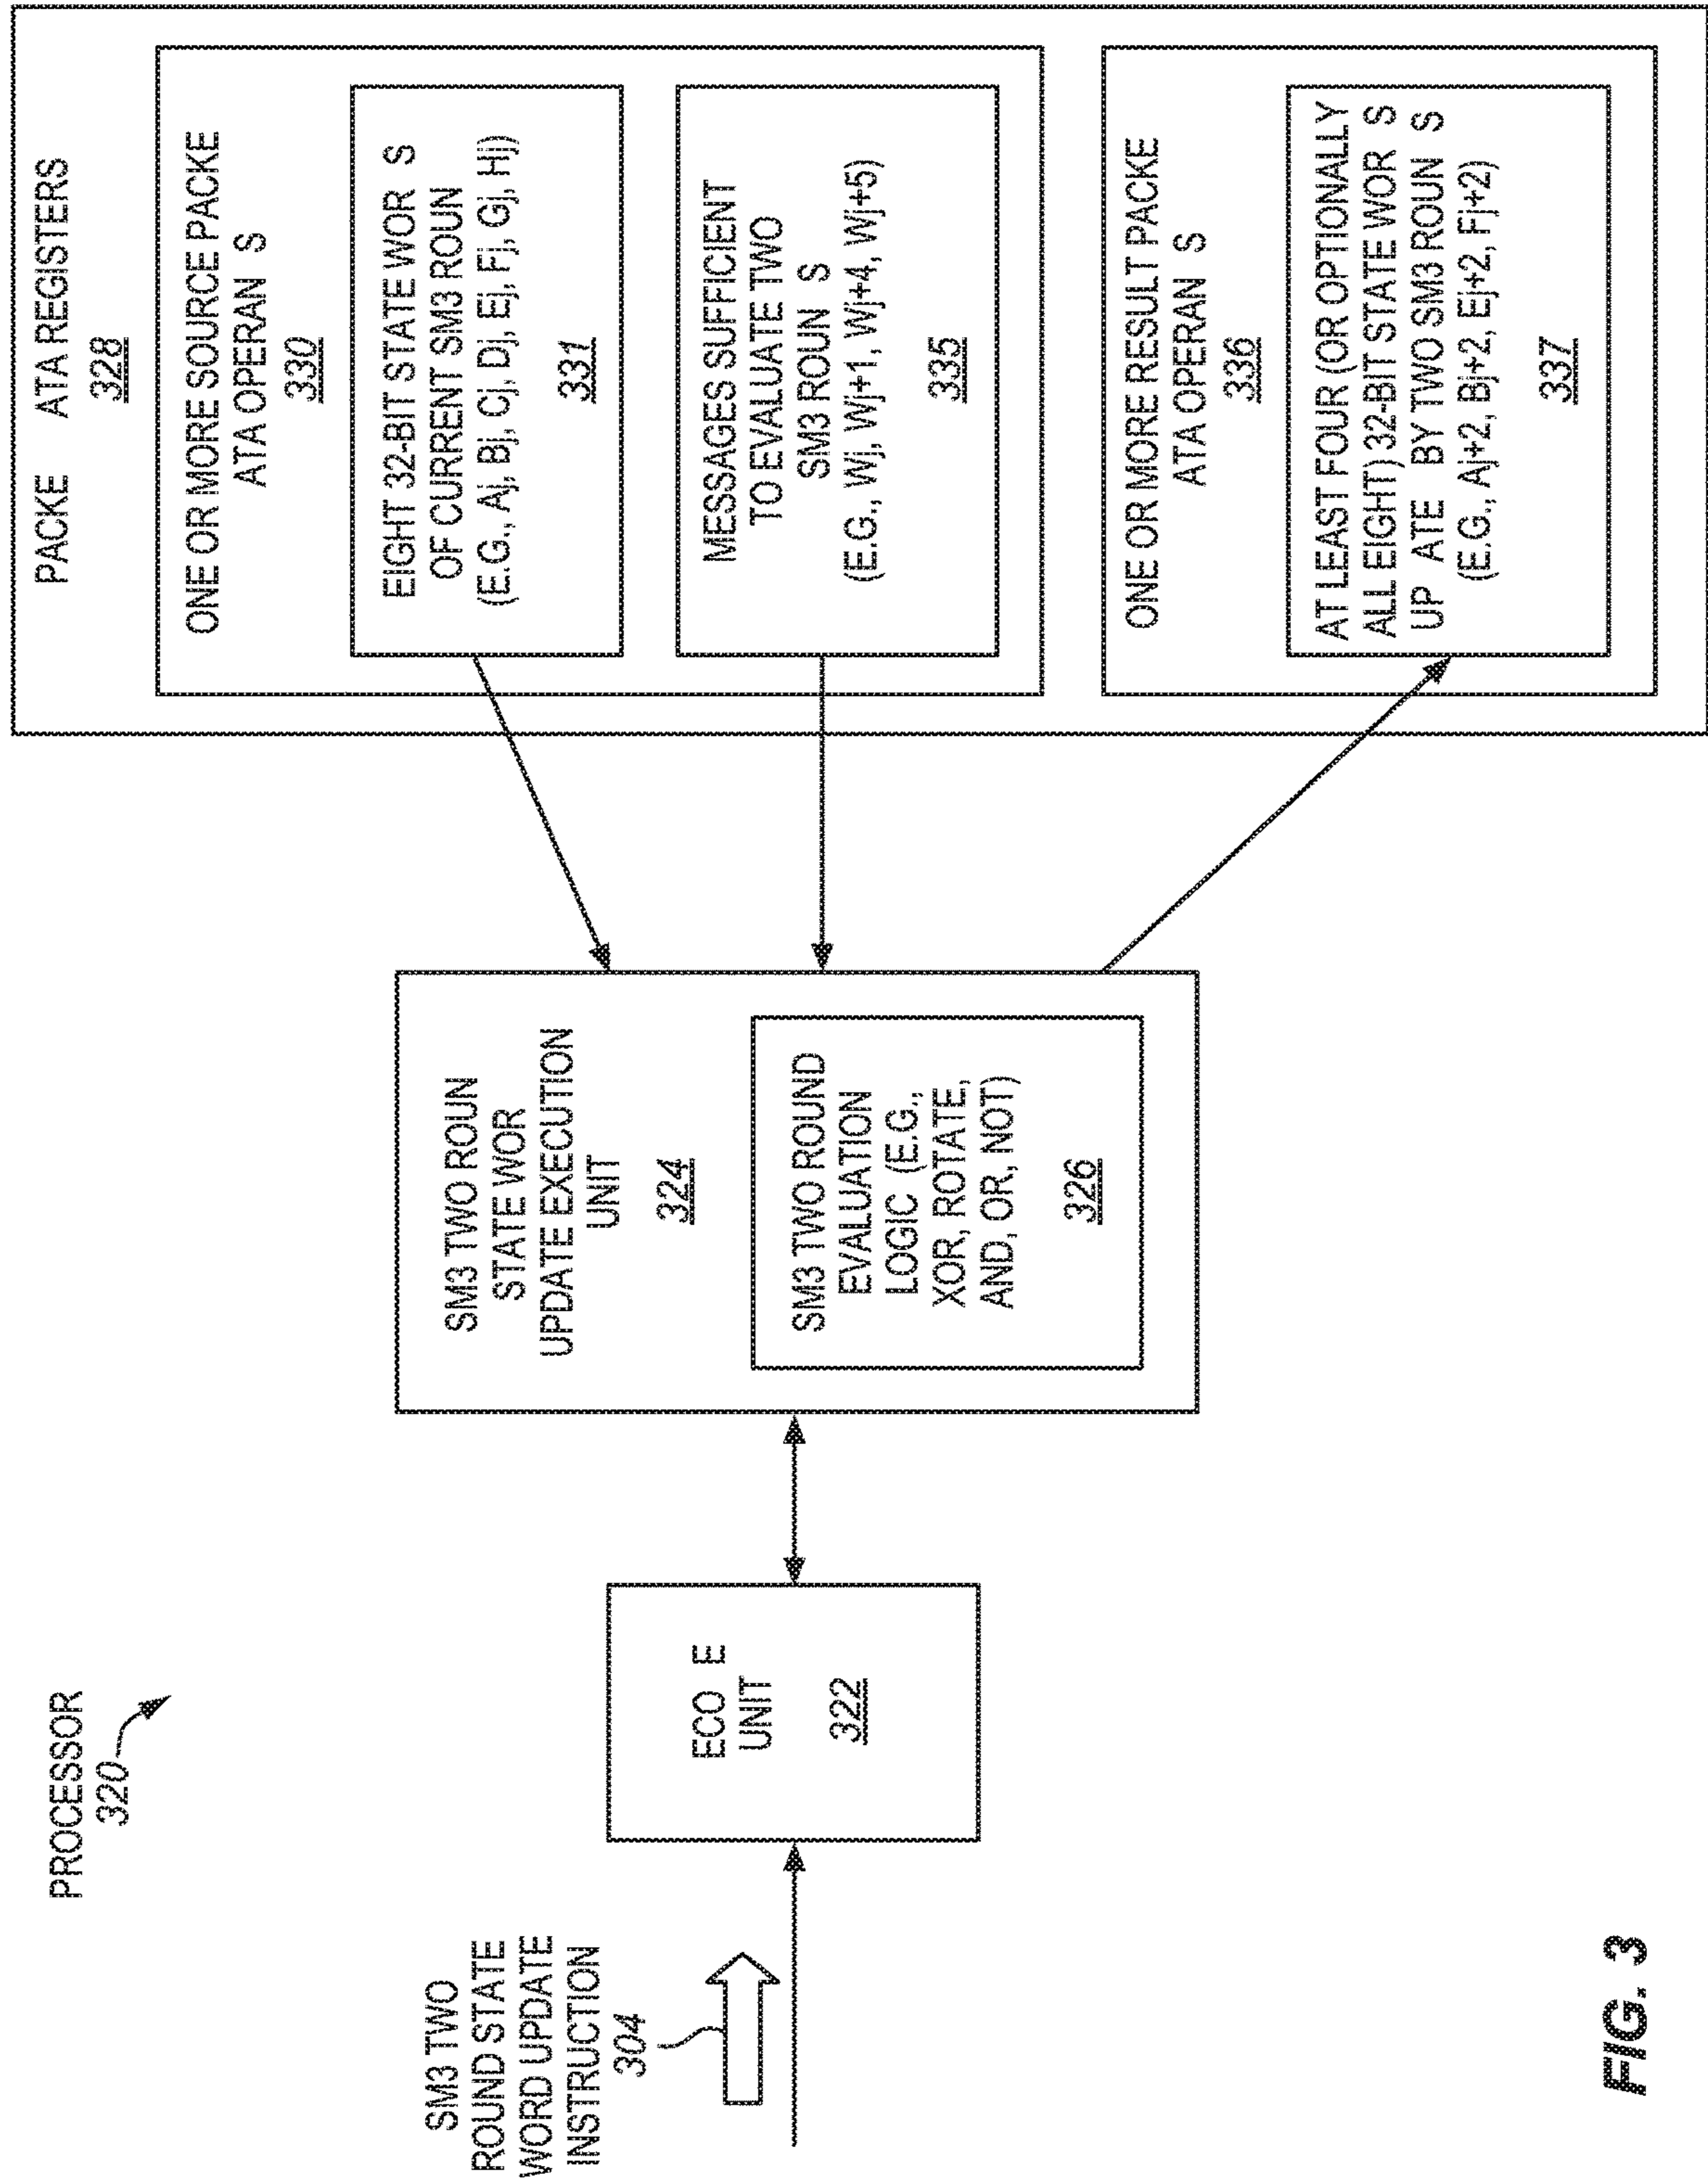 PROCESSOR
320
SM3 TWO
ROUND STATE
WORD UPDATE
INSTRUCTION
304
ECO E
UNIT
322
SM3 TWO ROUN
STATE WOR
UPDATE EXECUTION
UNIT
324
SM3 TWO ROUND
EVALUATION
LOGIC (E.G.,
XOR, ROTATE,
AND, OR, NOT)
326
PACKE ATA REGISTERS
328
ONE OR MORE SOURCE PACKE
ATA OPERAN S
330
EIGHT 32-BIT STATE WOR S
OF CURRENT SM3 ROUN
(E.G., Aj, Bj, Cj, Dj, Ej, Fj, Gj, Hj)
331
MESSAGES SUFFICIENT
TO EVALUATE TWO
SM3 ROUN S
(E.G., Wj, Wj+1, Wj+4, Wj+5)
335
ONE OR MORE RESULT PACKE
ATA OPERAN S
336
AT LEAST FOUR (OR OPTIONALLY
ALL EIGHT) 32-BIT STATE WOR S
UP ATE BY TWO SM3 ROUN S
(E.G., Aj+2, Bj+2, Ej+2, Fj+2)
337
FIG. 3